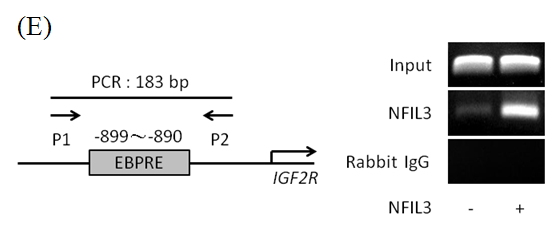 (E)
PCR : 183 bp
P1
-899～-890
P2
EBPRE
IGF2R
Input
NFIL3
Rabbit IgG
NFIL3 - +